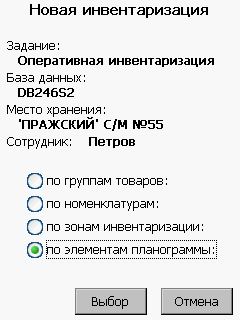 Новая инвентаризация
Задание:
Оперативная инвентаризация
База данных:
DB246S2
Место хранения:
'ПРАЖСКИЙ' С/М №55
Сотрудник: Петров
по группам товаров:
по номенклатурам:
по зонам инвентаризации:
по элементам планограммы:
Выбор Отмена